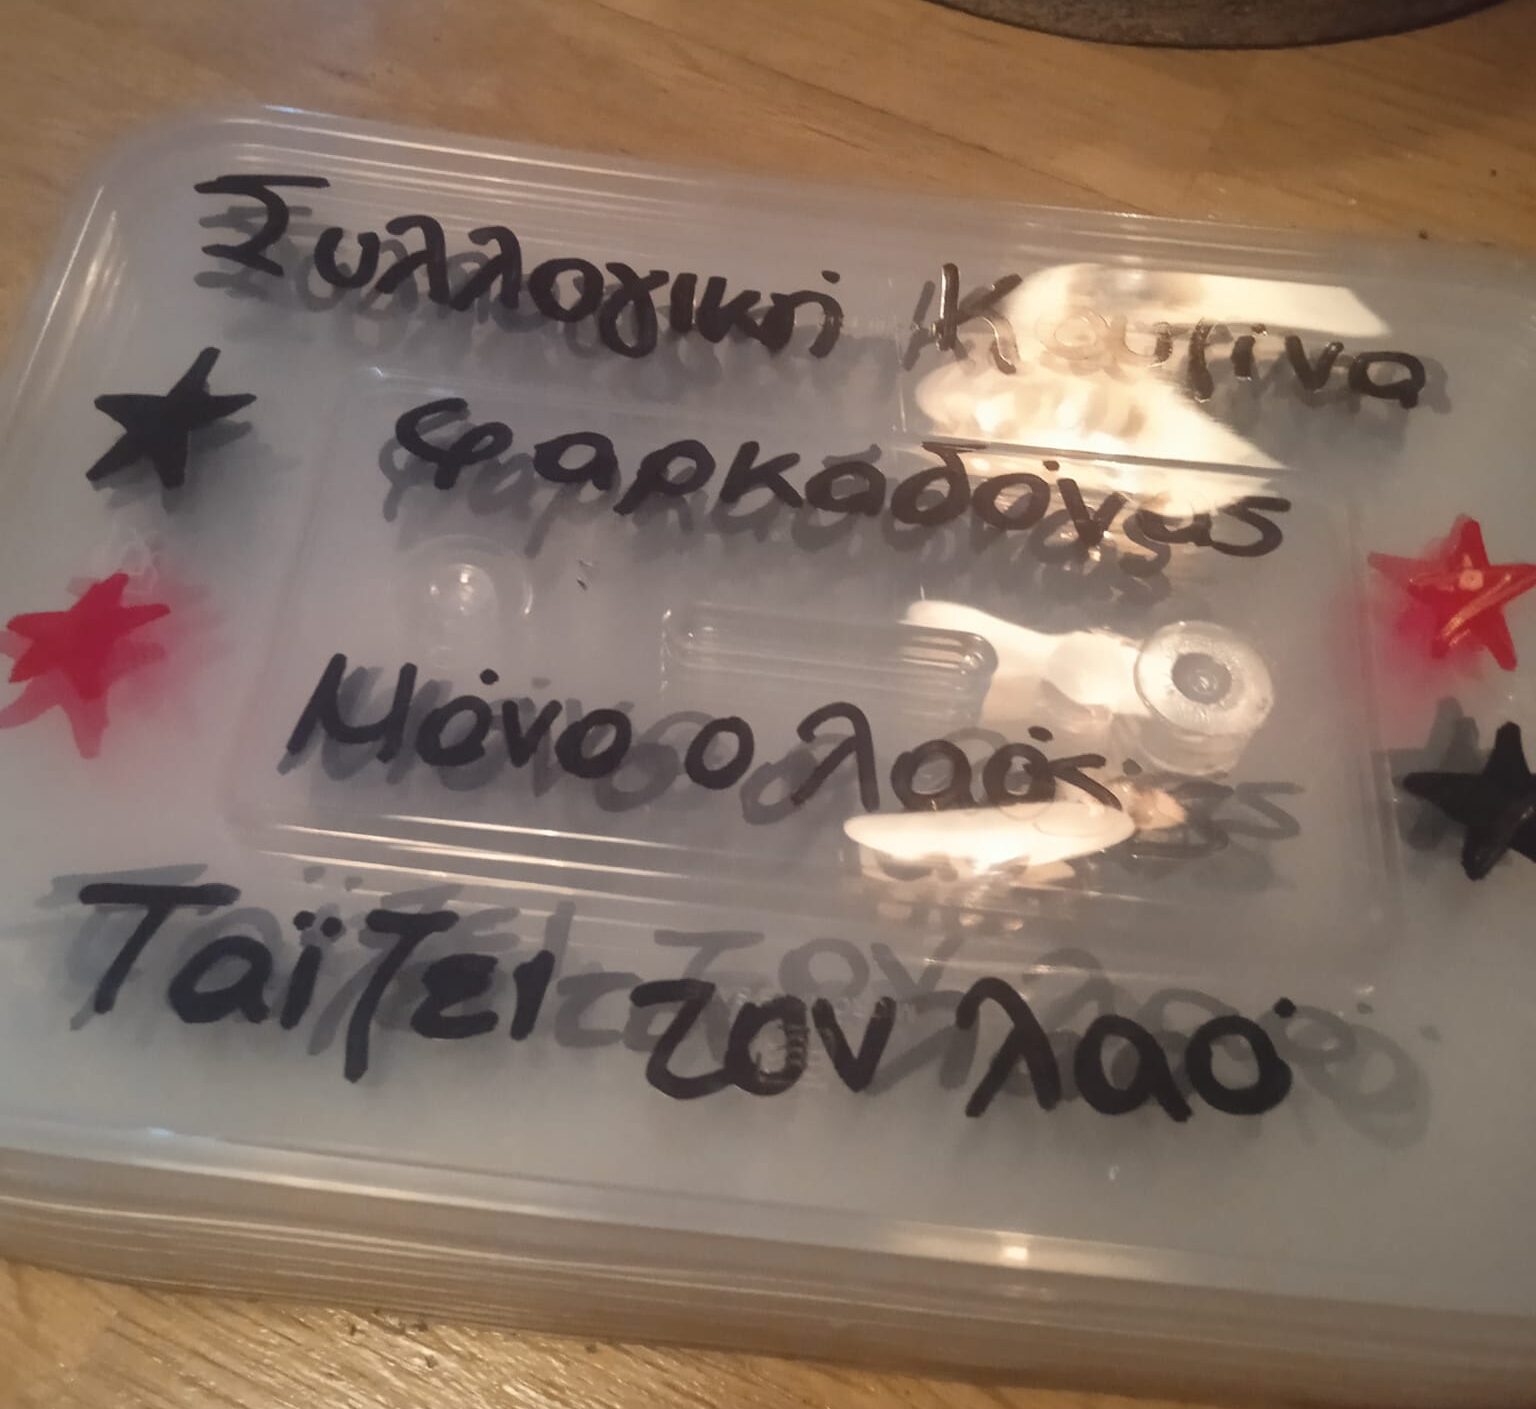 Συλλογική Κουζίνα
Φαρκαδόνας
Μόνο ο λαός
Ταΐζει τον λαό